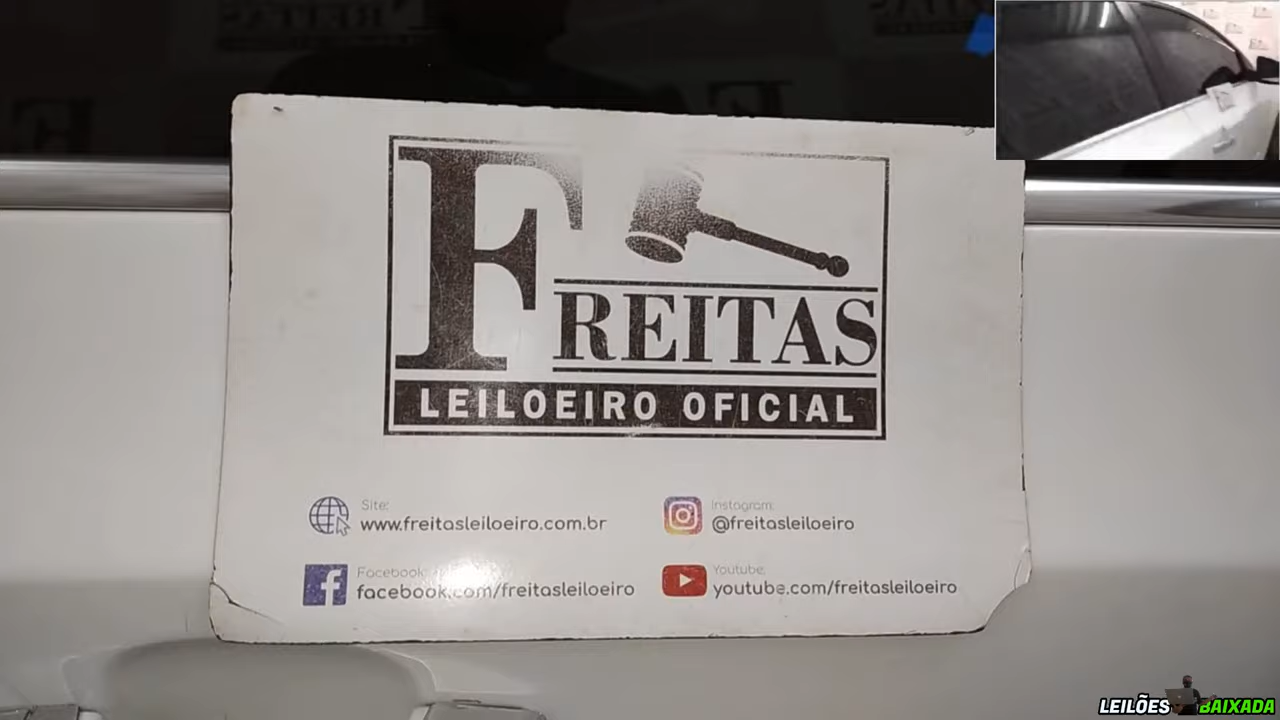 FREITAS
LEILOEIRO OFICIAL
Site:
www.freitasleiloeiro.com.br
Instagram:
@freitasleiloeiro
Facebook:
facebook.com/freitasleiloeiro
Youtube:
youtube.com/freitasleiloeiro
LEILÕES BAIXADA